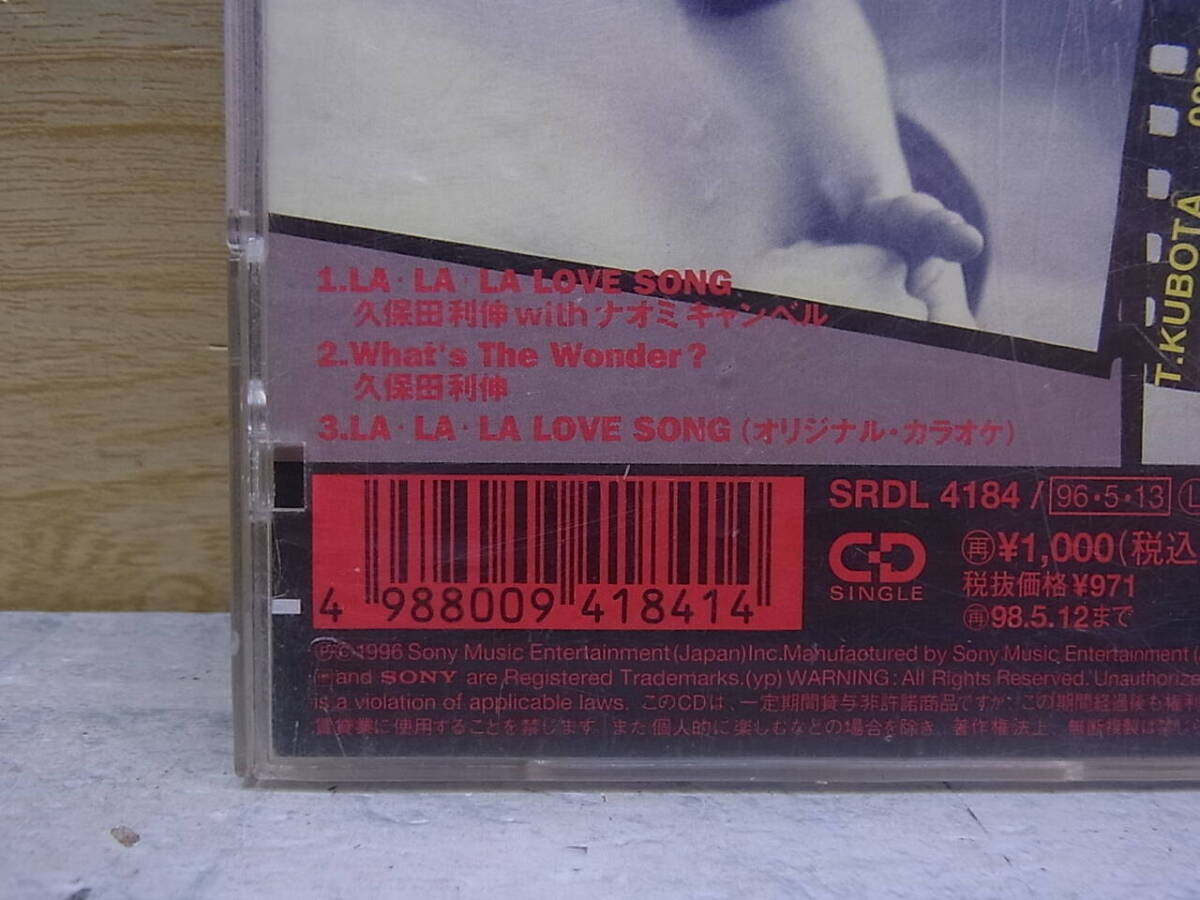 T.KUBOTA
1.LA・LA・LA LOVE SONG
久保田利伸 with ナオミ キャンベル
2.What's The Wonder?
久保田利伸
3.LA・LA・LA LOVE SONG (オリジナル・カラオケ)
4 988009 418414
SRDL 4184 / 96・5・13
CD
SINGLE
再¥1,000(税込
税抜価格¥971
再98.5.12まで
ⓅⒸ1996 Sony Music Entertainment(Japan)Inc.Manufactured by Sony Music Entertainment
and SONY are Registered Trademarks.(yp) WARNING: All Rights Reserved. Unauthorize
is a violation of applicable laws. このCDは、一定期間貸与非許諾商品ですが、この期間経過後も権利
賃貸業に使用することを禁じます。また個人的に楽しむなどの場合を除き、著作権法上、無断複製は禁じ